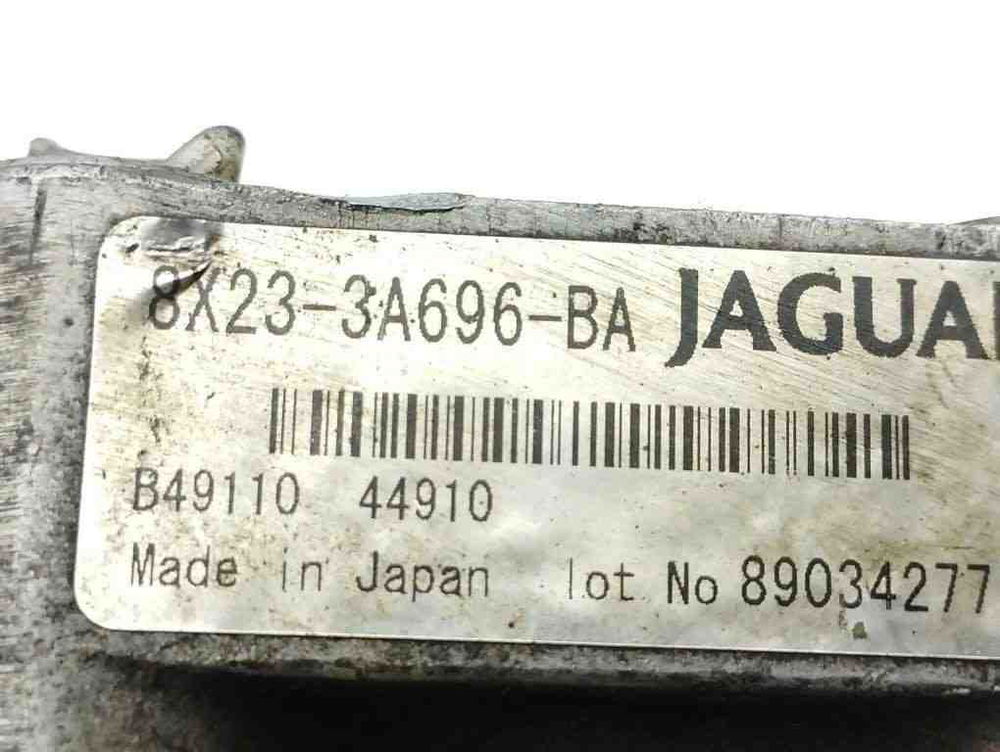 8X23-3A696-BA JAGUA
B49110 44910
Made in Japan lot No 89034277